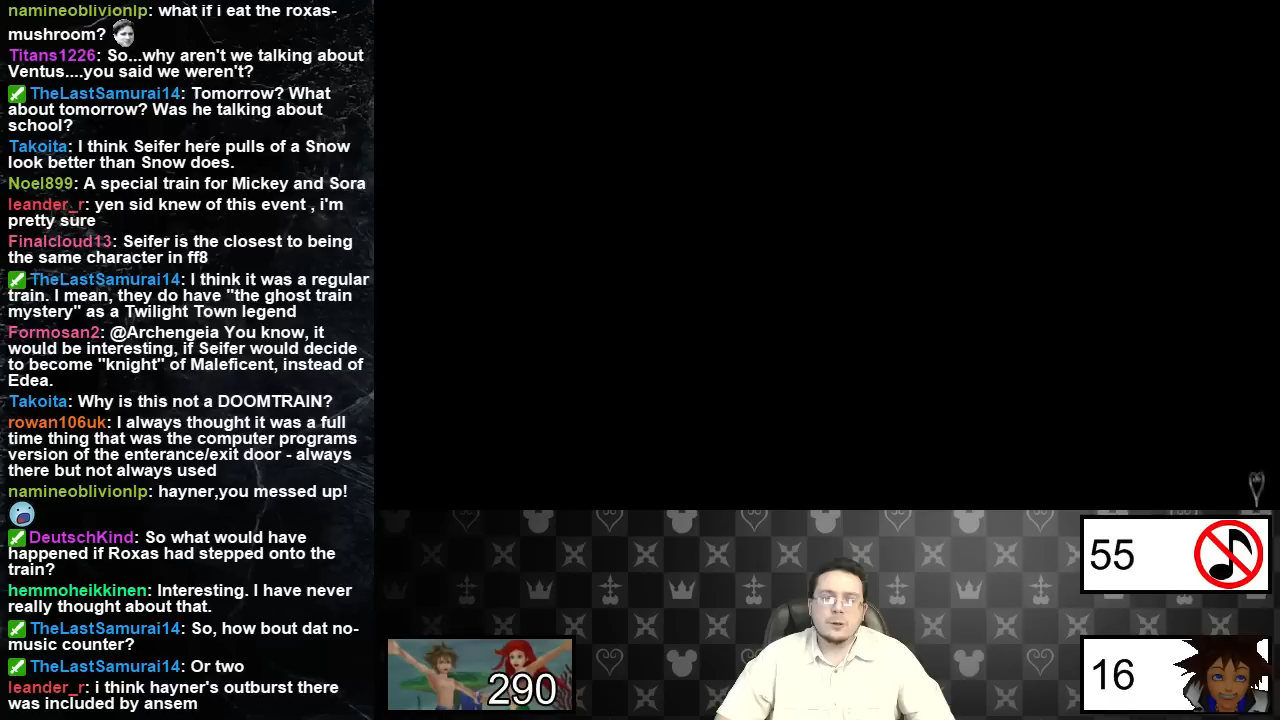 namineoblivionlp: what if i eat the roxas-
mushroom?
Titans1226: So...why aren't we talking about
Ventus....you said we weren't?
TheLastSamurai14: Tomorrow? What
about tomorrow? Was he talking about
school?
Takoita: I think Seifer here pulls of a Snow
look better than Snow does.
Noel899: A special train for Mickey and Sora
leander_r: yen sid knew of this event , i'm
pretty sure
Finalcloud13: Seifer is the closest to being
the same character in ff8
TheLastSamurai14: I think it was a regular
train. I mean, they do have "the ghost train
mystery" as a Twilight Town legend
Formosan2: @Archengeia You know, it
would be interesting, if Seifer would decide
to become "knight" of Maleficent, instead of
Edea.
Takoita: Why is this not a DOOMTRAIN?
rowan106uk: I always thought it was a full
time thing that was the computer programs
version of the enterance/exit door - always
there but not always used
namineoblivionlp: hayner,you messed up!
DeutschKind: So what would have
happened if Roxas had stepped onto the
train?
hemmoheikkinen: Interesting. I have never
really thought about that.
TheLastSamurai14: So, how bout dat no-
music counter?
TheLastSamurai14: Or two
leander_r: i think hayner's outburst there
was included by ansem
290
55
16